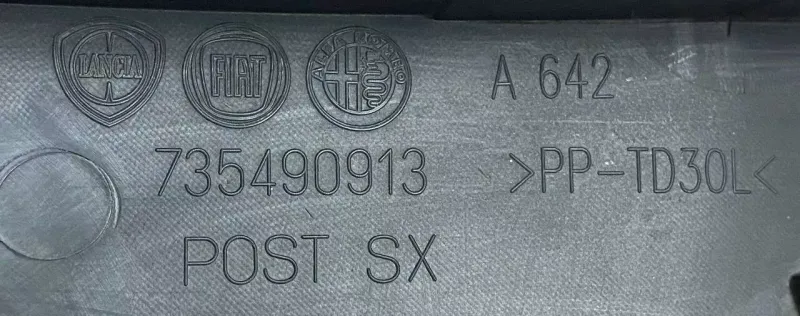 LANCIA FIAT ALFA ROMEO A 642
735490913 >PP-TD30L<
POST SX